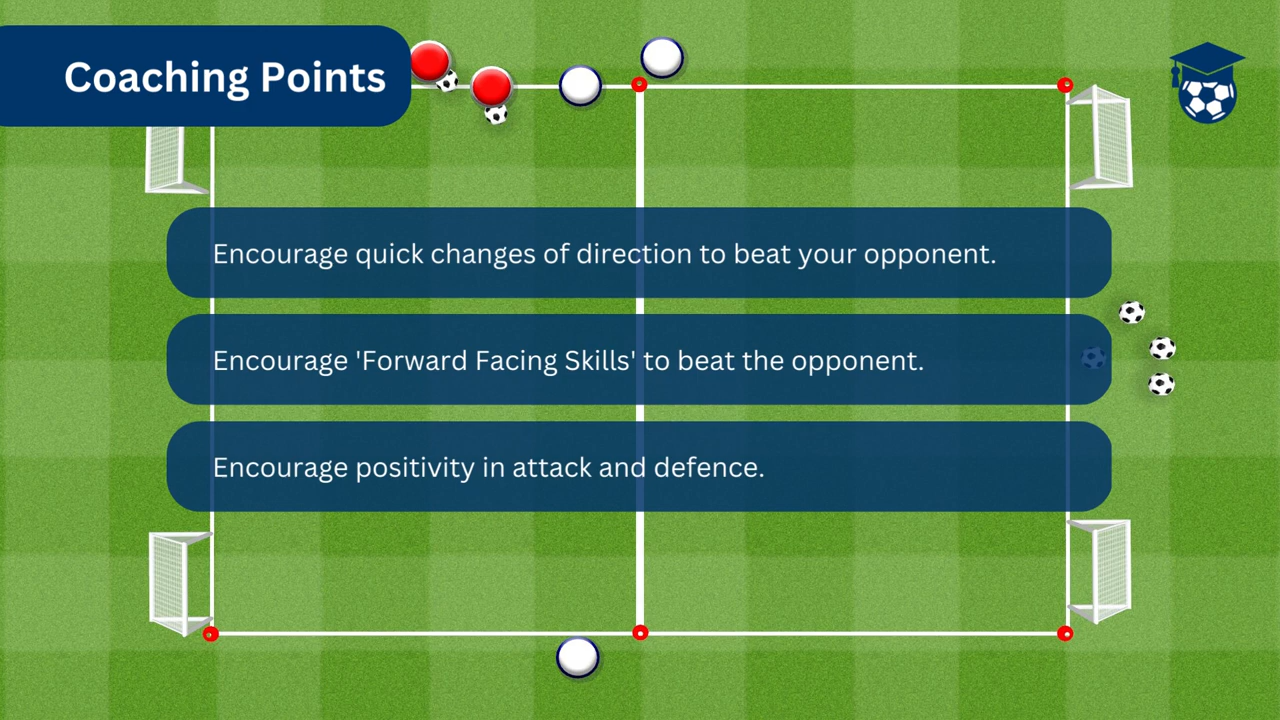 Coaching Points
Encourage quick changes of direction to beat your opponent.
Encourage 'Forward Facing Skills' to beat the opponent.
Encourage positivity in attack and defence.